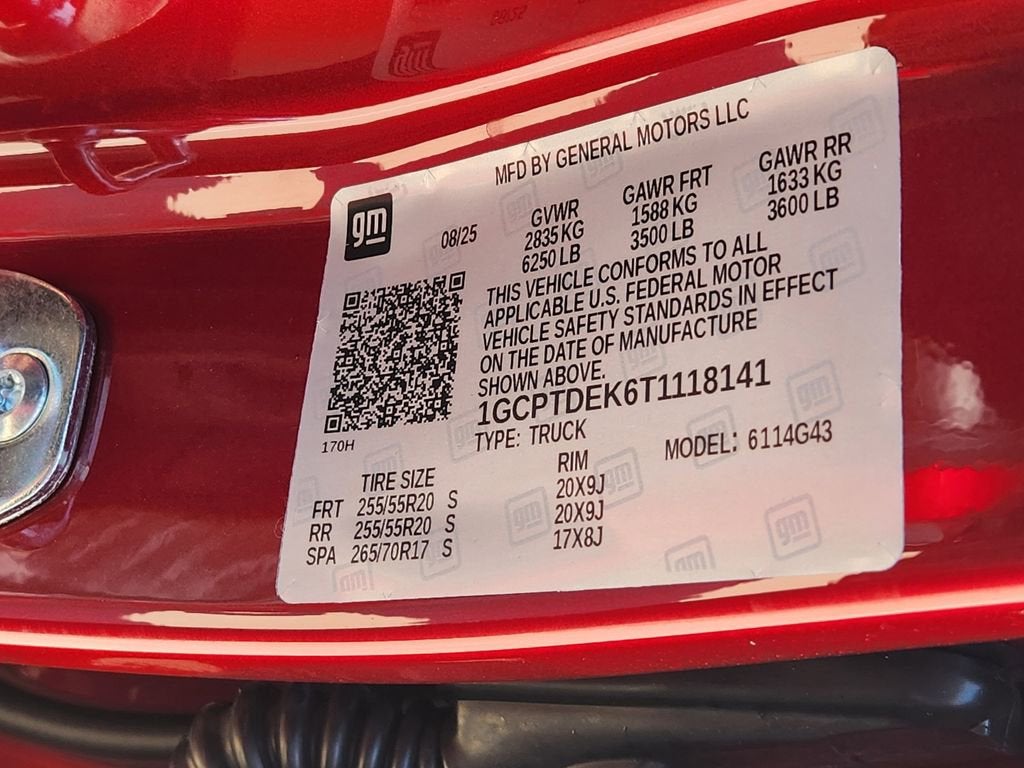 MFD BY GENERAL MOTORS LLC
gm
08/25
GVWR
2835 KG
6250 LB
GAWR FRT
1588 KG
3500 LB
GAWR RR
1633 KG
3600 LB
THIS VEHICLE CONFORMS TO ALL
APPLICABLE U.S. FEDERAL MOTOR
VEHICLE SAFETY STANDARDS IN EFFECT
ON THE DATE OF MANUFACTURE
SHOWN ABOVE.
1GCPTDEK6T1118141
170H
TYPE: TRUCK
MODEL: 6114G43
TIRE SIZE RIM
FRT 255/55R20 S 20X9J
RR 255/55R20 S 20X9J
SPA 265/70R17 S 17X8J